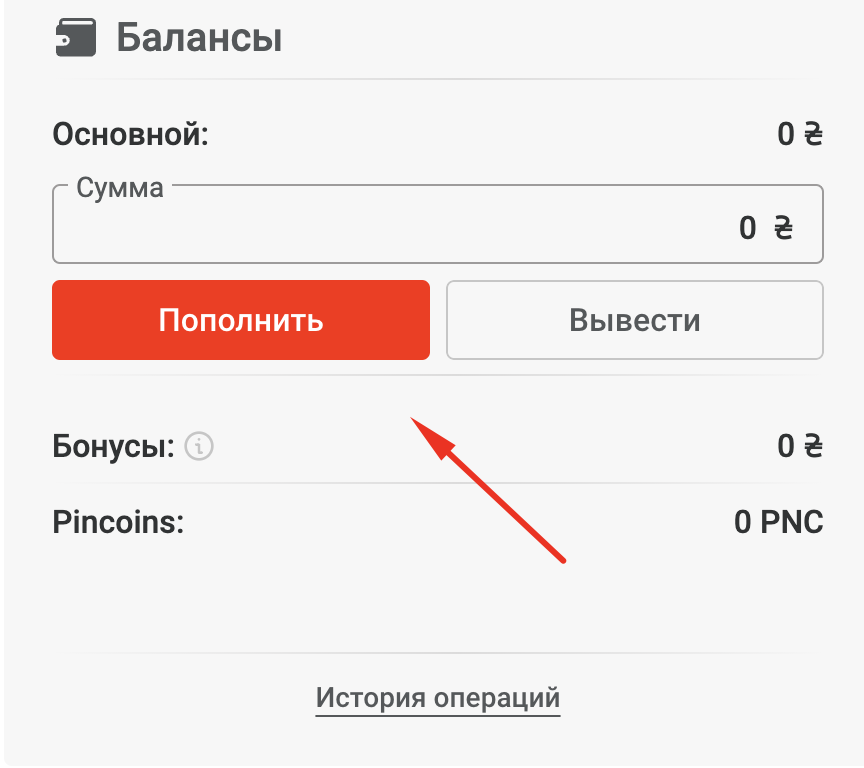 Балансы
Основной: 0 ₴
Сумма
0 ₴
Пополнить Вывести
Бонусы: 0 ₴
Pincoins: 0 PNC
История операций